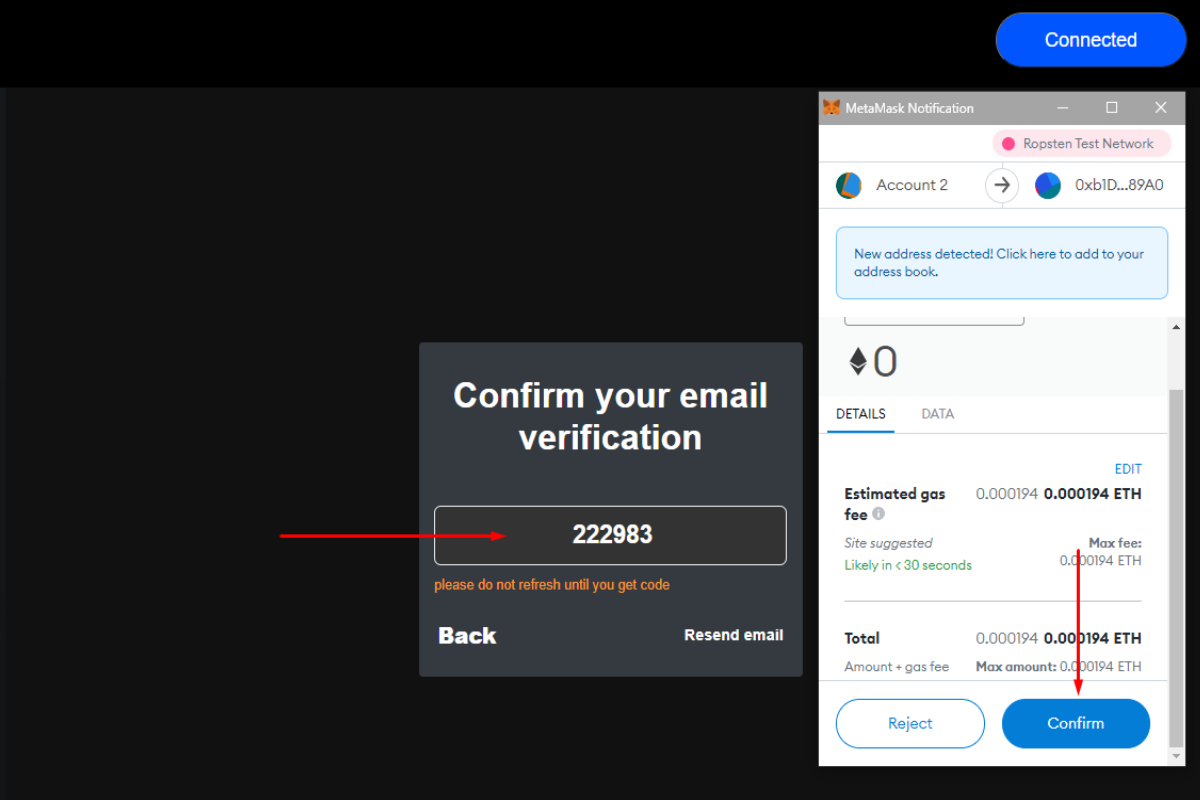 Connected
MetaMask Notification
Ropsten Test Network
Account 2
0xb1D...89A0
New address detected! Click here to add to your
address book.
0
DETAILS DATA
EDIT
Estimated gas 0.000194 0.000194 ETH
fee
Site suggested Max fee:
Likely in < 30 seconds 0.000194 ETH
Total 0.000194 0.000194 ETH
Amount + gas fee Max amount: 0.000194 ETH
Reject Confirm
Confirm your email
verification
222983
please do not refresh until you get code
Back Resend email